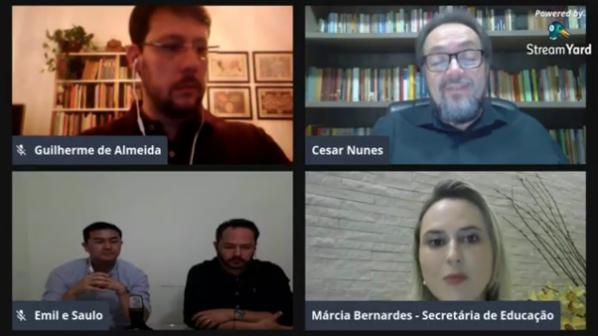 Powered by
StreamYard
Guilherme de Almeida
Cesar Nunes
Emil e Saulo
Márcia Bernardes - Secretária de Educação